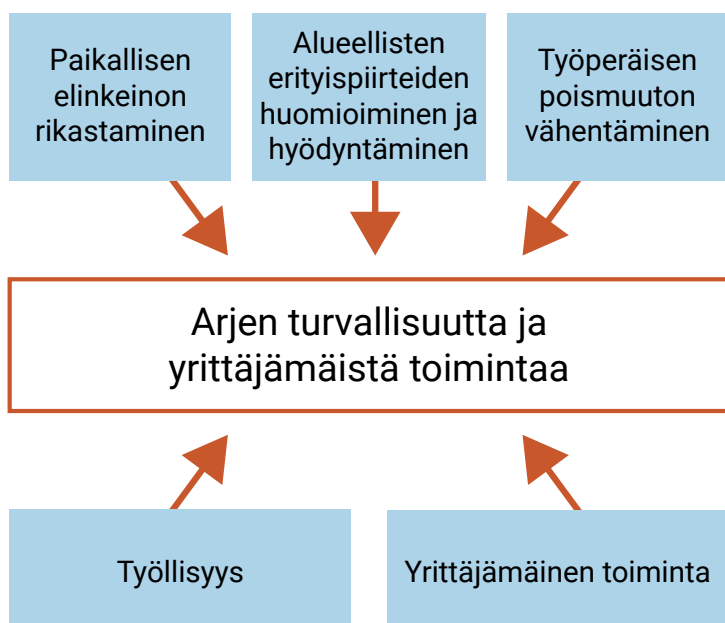 Paikallisen
elinkeinon
rikastaminen
Alueellisten
erityispiirteiden
huomioiminen ja
hyödyntäminen
Työperäisen
poismuuton
vähentäminen
Arjen turvallisuutta ja
yrittäjämäistä toimintaa
Työllisyys
Yrittäjämäinen toiminta